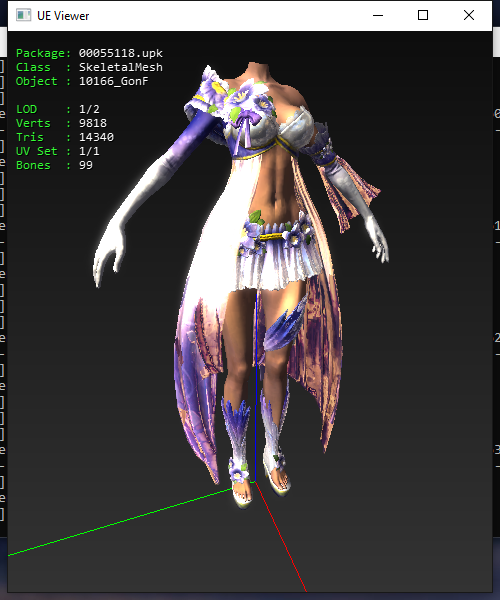 UE Viewer
Package: 00055118.upk
Class : SkeletalMesh
Object : 10166_GonF
LOD : 1/2
Verts : 9818
Tris : 14340
UV Set : 1/1
Bones : 99